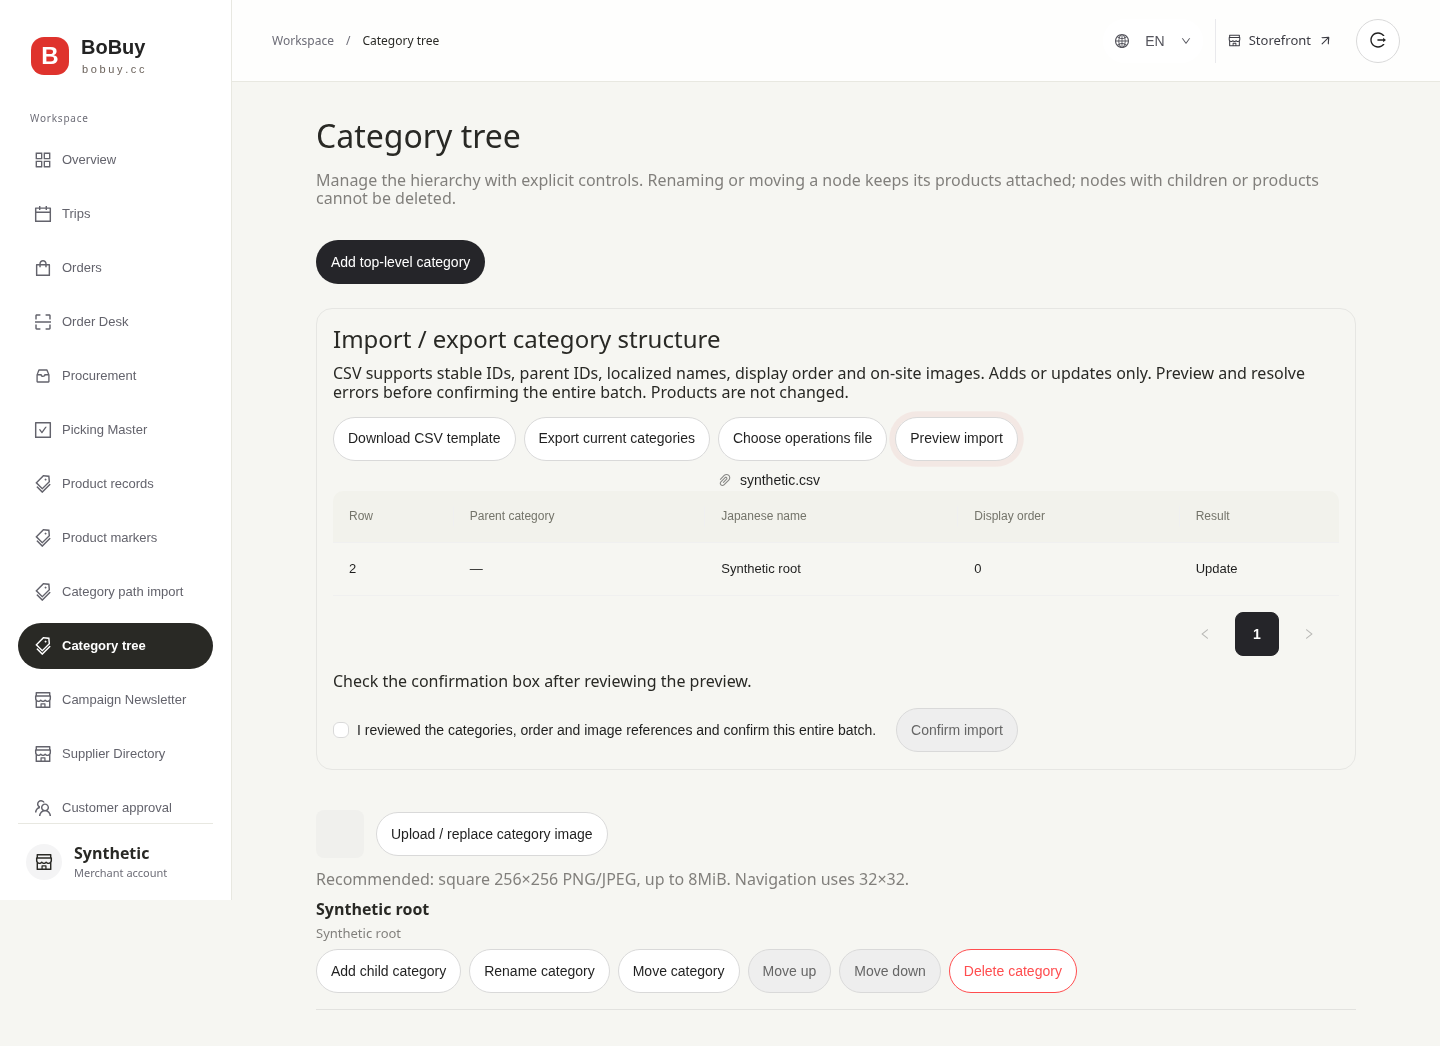 B
BoBuy
bobuy.cc
Workspace
Overview
Trips
Orders
Order Desk
Procurement
Picking Master
Product records
Product markers
Category path import
Category tree
Campaign Newsletter
Supplier Directory
Customer approval
Synthetic
Merchant account
Workspace / Category tree
EN
Storefront
Category tree
Manage the hierarchy with explicit controls. Renaming or moving a node keeps its products attached; nodes with children or products
cannot be deleted.
Add top-level category
Import / export category structure
CSV supports stable IDs, parent IDs, localized names, display order and on-site images. Adds or updates only. Preview and resolve
errors before confirming the entire batch. Products are not changed.
Download CSV template Export current categories Choose operations file Preview import
synthetic.csv
Row Parent category Japanese name Display order Result
2 — Synthetic root 0 Update
1
Check the confirmation box after reviewing the preview.
I reviewed the categories, order and image references and confirm this entire batch. Confirm import
Upload / replace category image
Recommended: square 256×256 PNG/JPEG, up to 8MiB. Navigation uses 32×32.
Synthetic root
Synthetic root
Add child category Rename category Move category Move up Move down Delete category